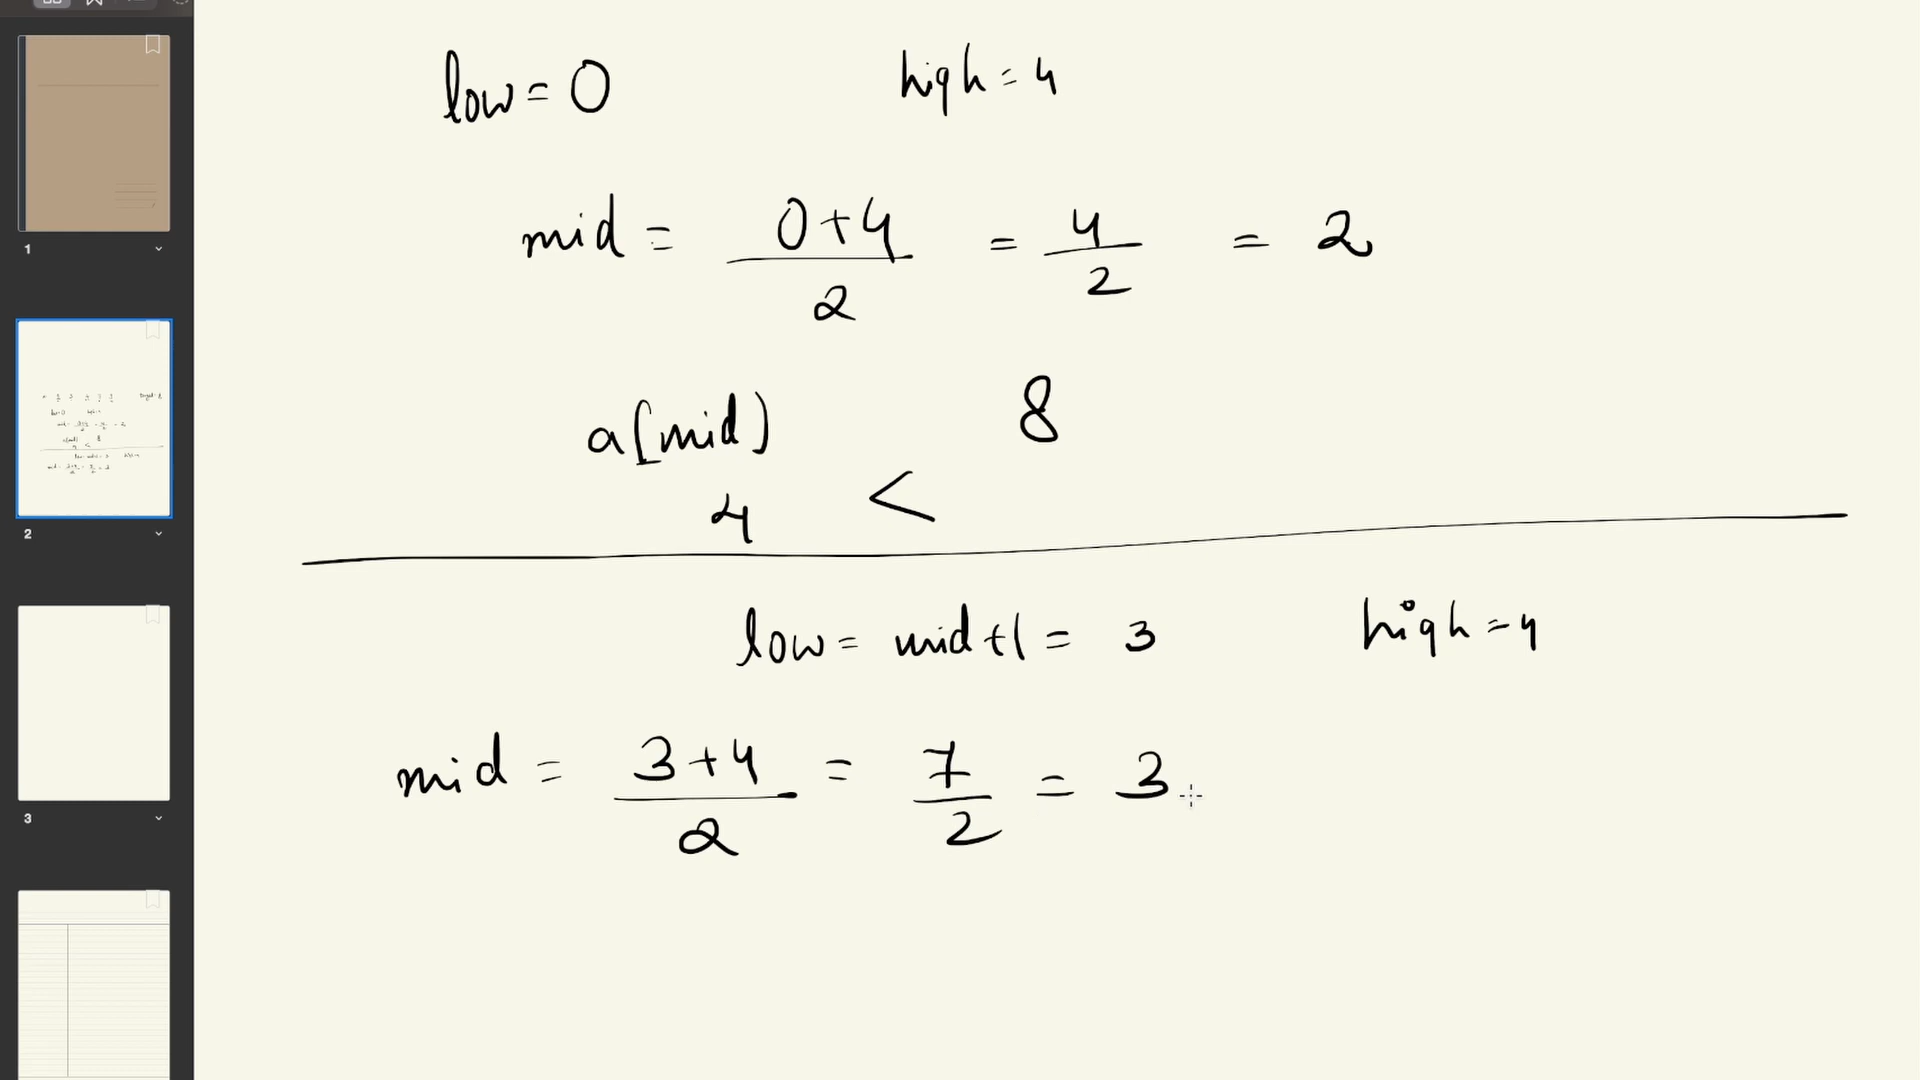 low = 0 high = 4
mid = 0+4/2 = 4/2 = 2
a[mid] 8
4 <
low = mid+1 = 3 high = 4
mid = 3+4/2 = 7/2 = 3
1
2
3